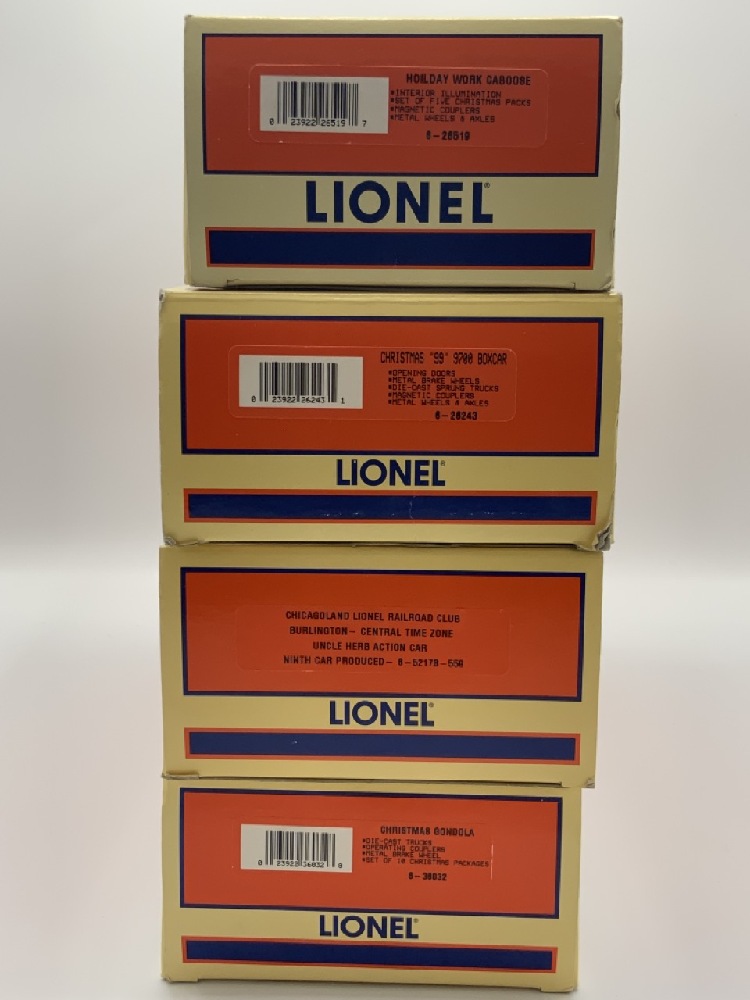 HOILDAY WORK CABOOSE
*INTERIOR ILLUMINATION
*SET OF FIVE CHRISTMAS PACKS
*MAGNETIC COUPLERS
*METAL WHEELS & AXLES
6-26519
0 23922 26519 7
LIONEL®
CHRISTMAS "99" 9700 BOXCAR
*OPENING DOORS
*METAL BRAKE WHEELS
*DIE-CAST SPRUNG TRUCKS
*MAGNETIC COUPLERS
*METAL WHEELS & AXLES
6-26243
0 23922 26243 1
LIONEL®
CHICAGOLAND LIONEL RAILROAD CLUB
BURLINGTON- CENTRAL TIME ZONE
UNCLE HERB ACTION CAR
NINTH CAR PRODUCED- 6-52178-559
LIONEL®
CHRISTMAS GONDOLA
*DIE-CAST TRUCKS
*OPERATING COUPLERS
*METAL BRAKE WHEEL
*SET OF 10 CHRISTMAS PACKAGES
6-36032
0 23922 36032 8
LIONEL®